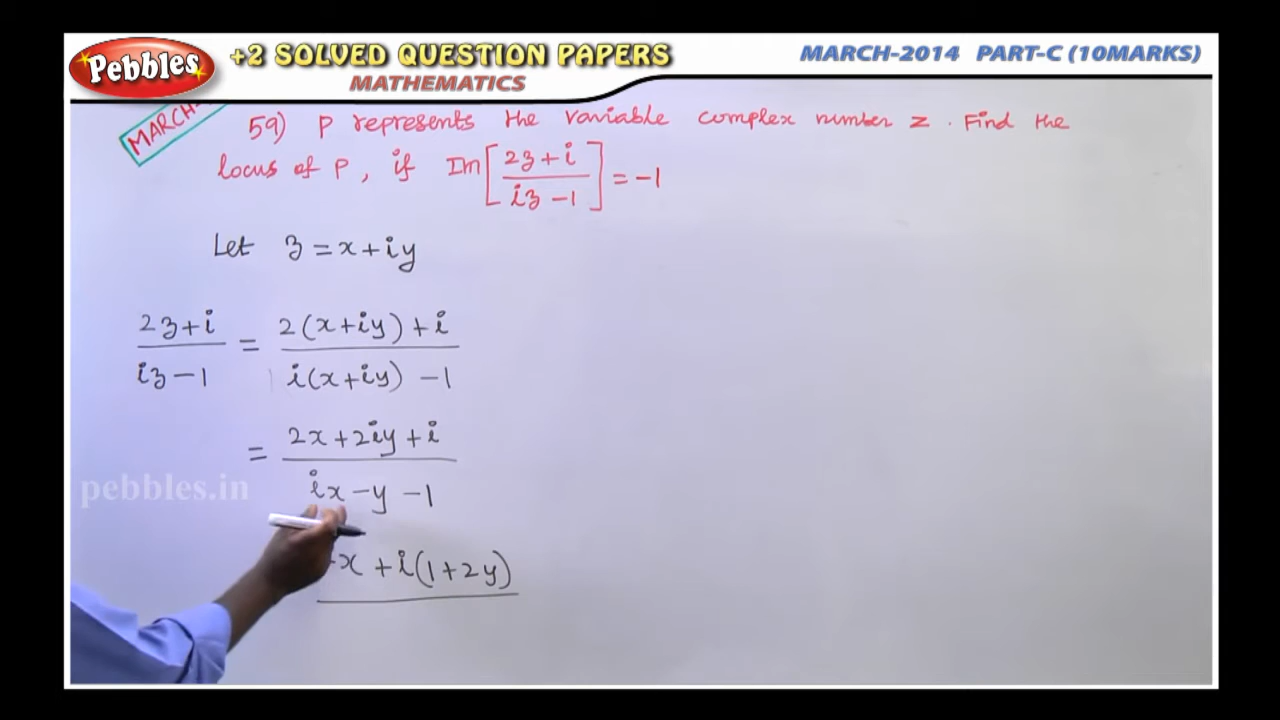 Pebbles
+2 SOLVED QUESTION PAPERS
MATHEMATICS
MARCH-2014 PART-C (10MARKS)
MARCH-
59) P represents the variable complex number z. Find the
locus of P, if Im[(2z+i)/(iz-1)] = -1
Let z = x+iy
(2z+i)/(iz-1) = (2(x+iy)+i)/(i(x+iy)-1)
= (2x+2iy+i)/(ix-y-1)
x+i(1+2y)
pebbles.in